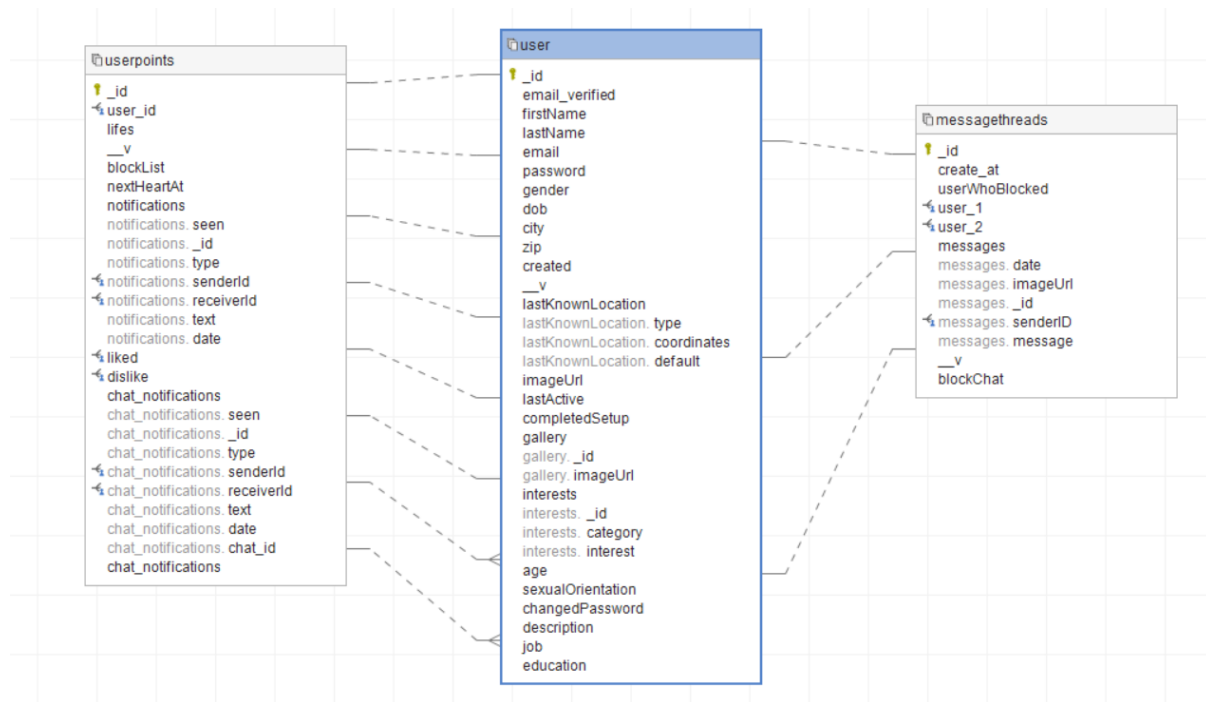 userpoints
_id
user_id
lifes
__v
blockList
nextHeartAt
notifications
notifications. seen
notifications. _id
notifications. type
notifications. senderId
notifications. receiverId
notifications. text
notifications. date
liked
dislike
chat_notifications
chat_notifications. seen
chat_notifications. _id
chat_notifications. type
chat_notifications. senderId
chat_notifications. receiverId
chat_notifications. text
chat_notifications. date
chat_notifications. chat_id
chat_notifications
user
_id
email_verified
firstName
lastName
email
password
gender
dob
city
zip
created
__v
lastKnownLocation
lastKnownLocation. type
lastKnownLocation. coordinates
lastKnownLocation. default
imageUrl
lastActive
completedSetup
gallery
gallery. _id
gallery. imageUrl
interests
interests. _id
interests. category
interests. interest
age
sexualOrientation
changedPassword
description
job
education
messagethreads
_id
create_at
userWhoBlocked
user_1
user_2
messages
messages. date
messages. imageUrl
messages. _id
messages. senderID
messages. message
__v
blockChat